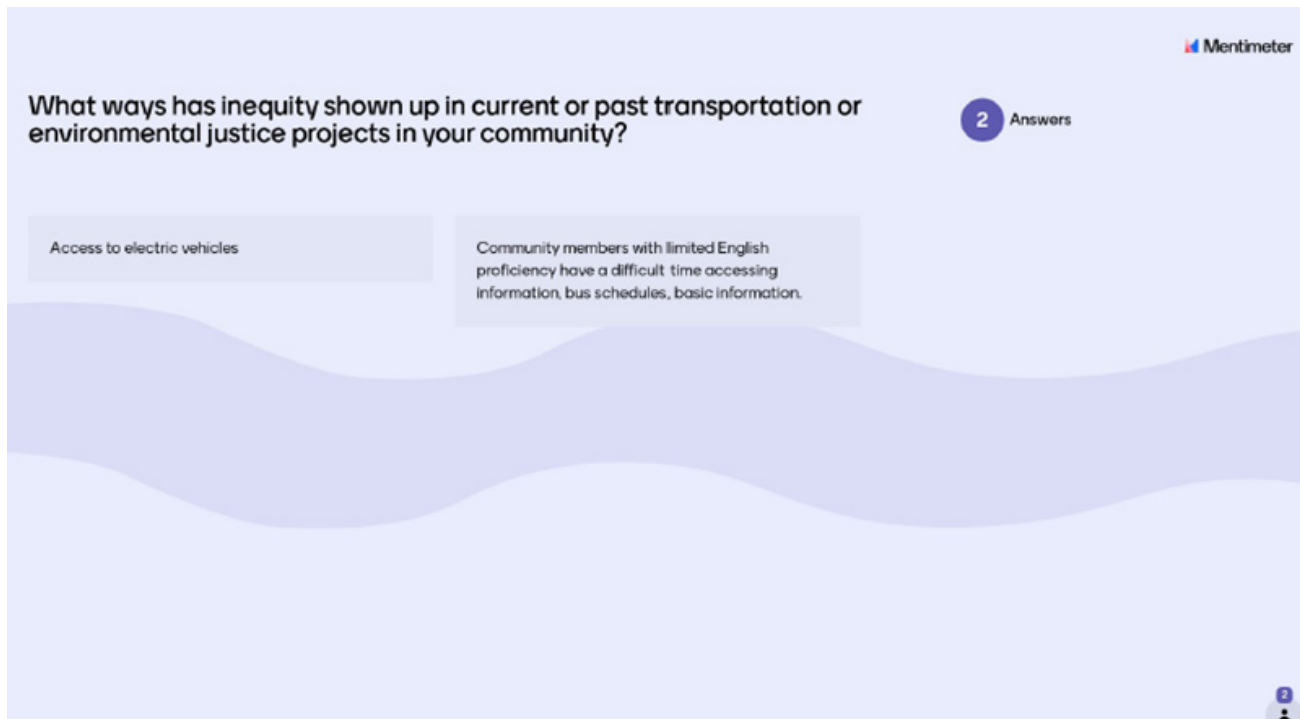 Mentimeter
What ways has inequity shown up in current or past transportation or
environmental justice projects in your community?
2 Answers
Access to electric vehicles
Community members with limited English
proficiency have a difficult time accessing
information, bus schedules, basic information.
2